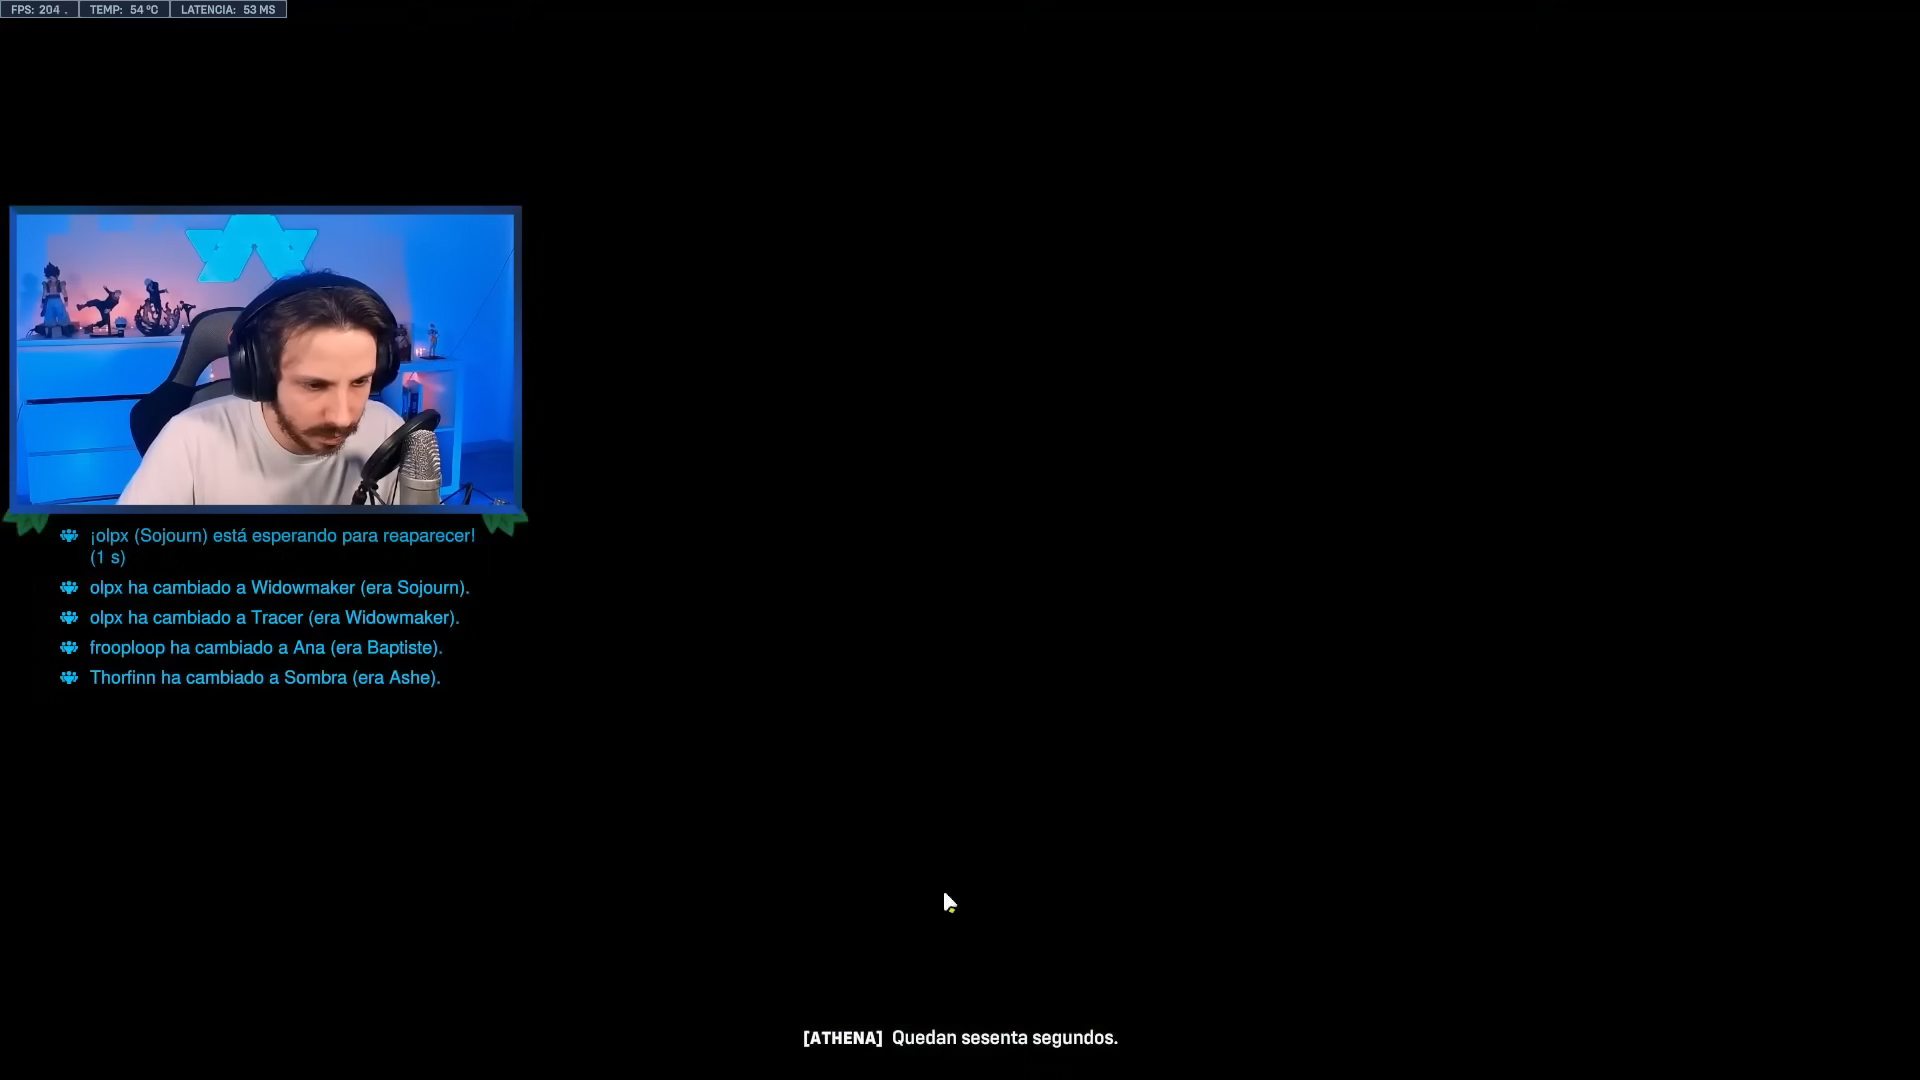 FPS: 204 . TEMP: 54 ºC LATENCIA: 53 MS
¡olpx (Sojourn) está esperando para reaparecer!
(1 s)
olpx ha cambiado a Widowmaker (era Sojourn).
olpx ha cambiado a Tracer (era Widowmaker).
frooploop ha cambiado a Ana (era Baptiste).
Thorfinn ha cambiado a Sombra (era Ashe).
[ATHENA] Quedan sesenta segundos.